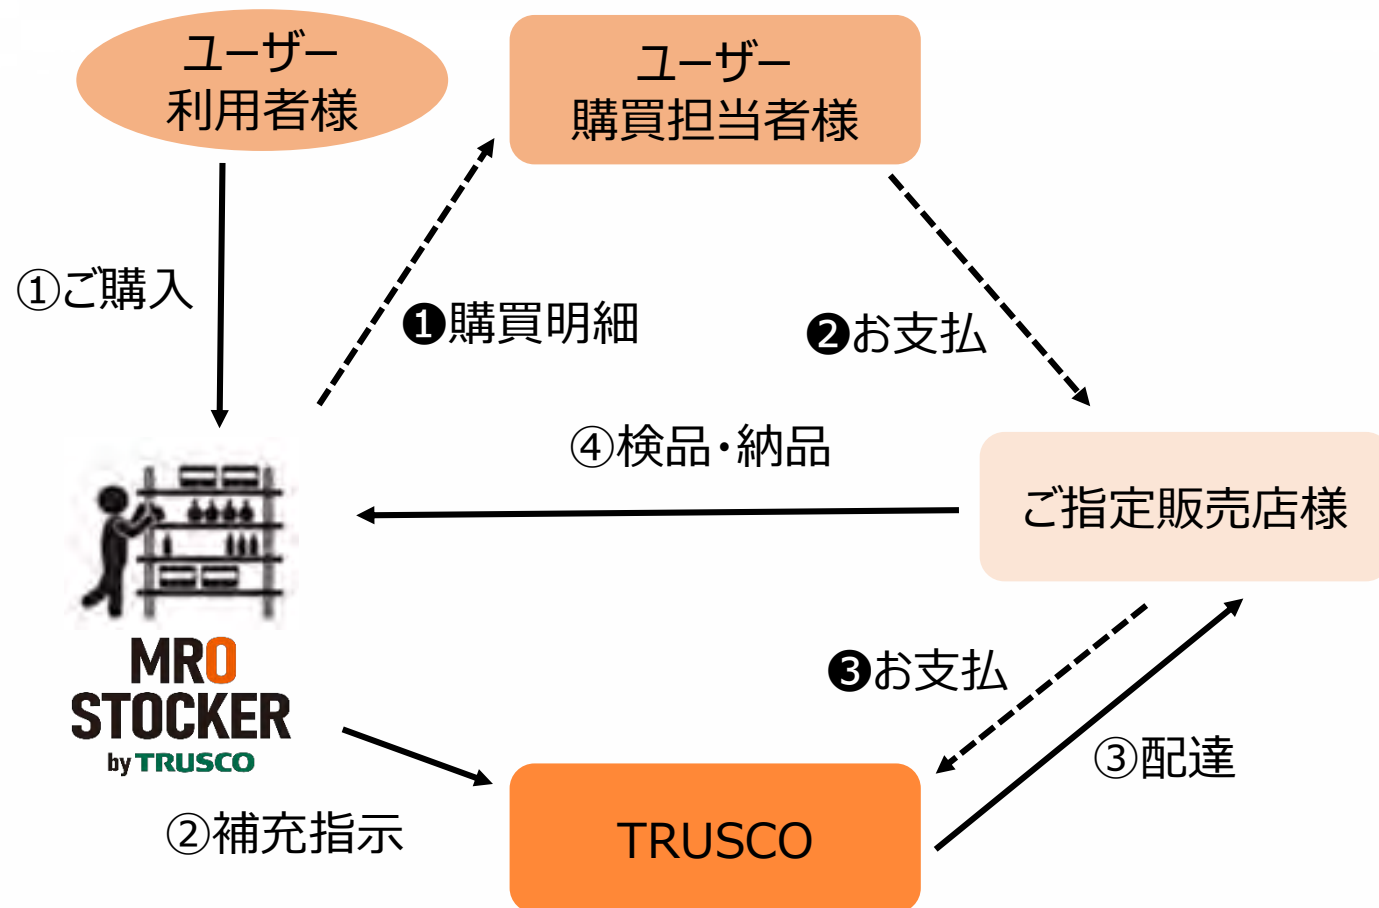 ユーザー
利用者様
ユーザー
購買担当者様
①ご購入
❶購買明細
❷お支払
④検品・納品
ご指定販売店様
MRO
STOCKER
by TRUSCO
❸お支払
③配達
②補充指示
TRUSCO